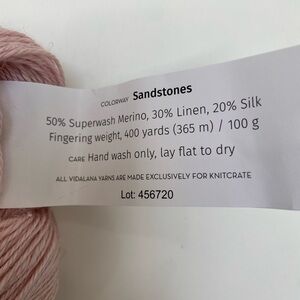 COLORWAY Sandstones
50% Superwash Merino, 30% Linen, 20% Silk
Fingering weight, 400 yards (365 m) / 100 g
CARE Hand wash only, lay flat to dry
ALL VIDALANA YARNS ARE MADE EXCLUSIVELY FOR KNITCRATE
Lot: 456720